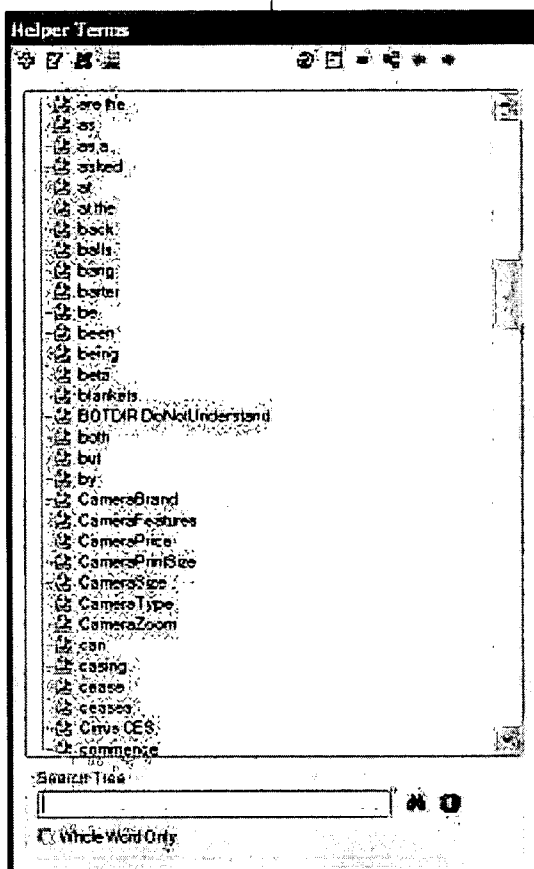 Helper Terms
are the
as
as a
asked
at
at the
back
balls
bang
barter
be
been
being
beta
blankets
BOTDIR DoNotUnderstand
both
but
by
CameraBrand
CameraFeatures
CameraPrice
CameraPrintSize
CameraSize
CameraType
CameraZoom
can
casing
cease
ceases
Cirrus CES
commence
Search Tree
Whole Word Only